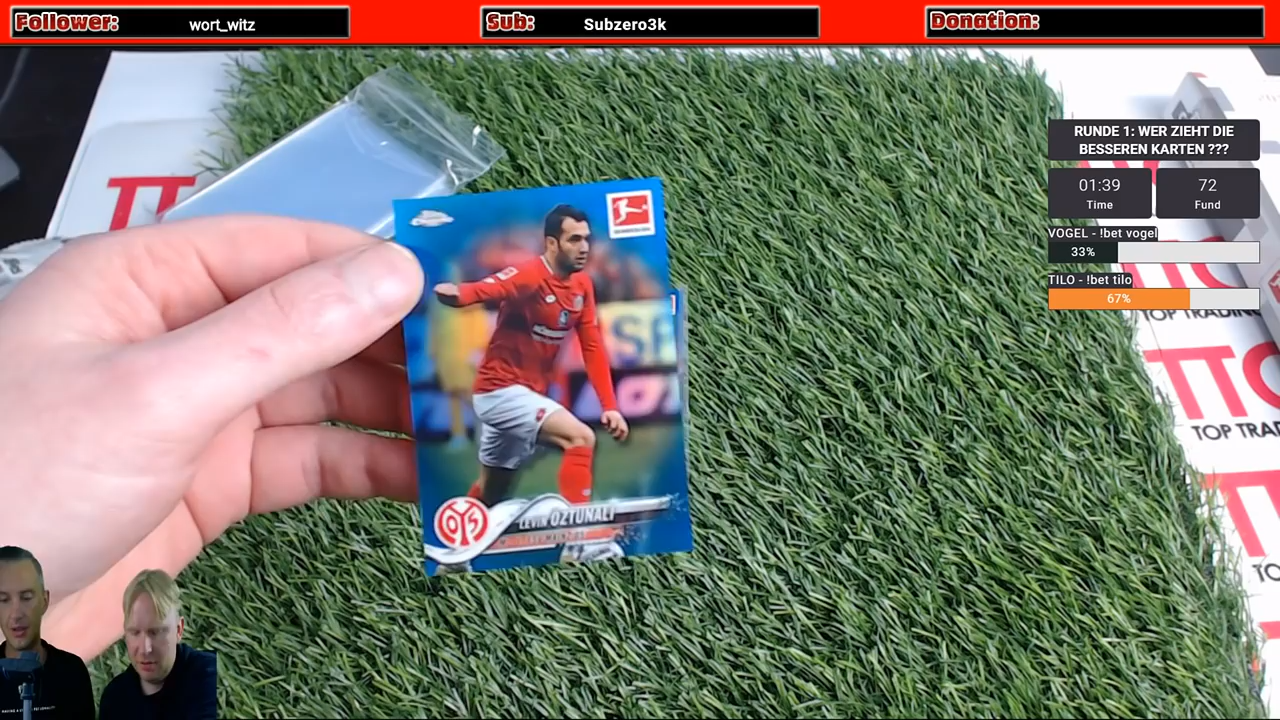 Follower:
wort_witz
Sub:
Subzero3k
Donation:
RUNDE 1: WER ZIEHT DIE
BESSEREN KARTEN ???
01:39
Time
72
Fund
VOGEL - !bet vogel
33%
TILO - !bet tilo
67%
TOP TRADING
TTC
TOP TRAD
LEVIN ÖZTUNALI